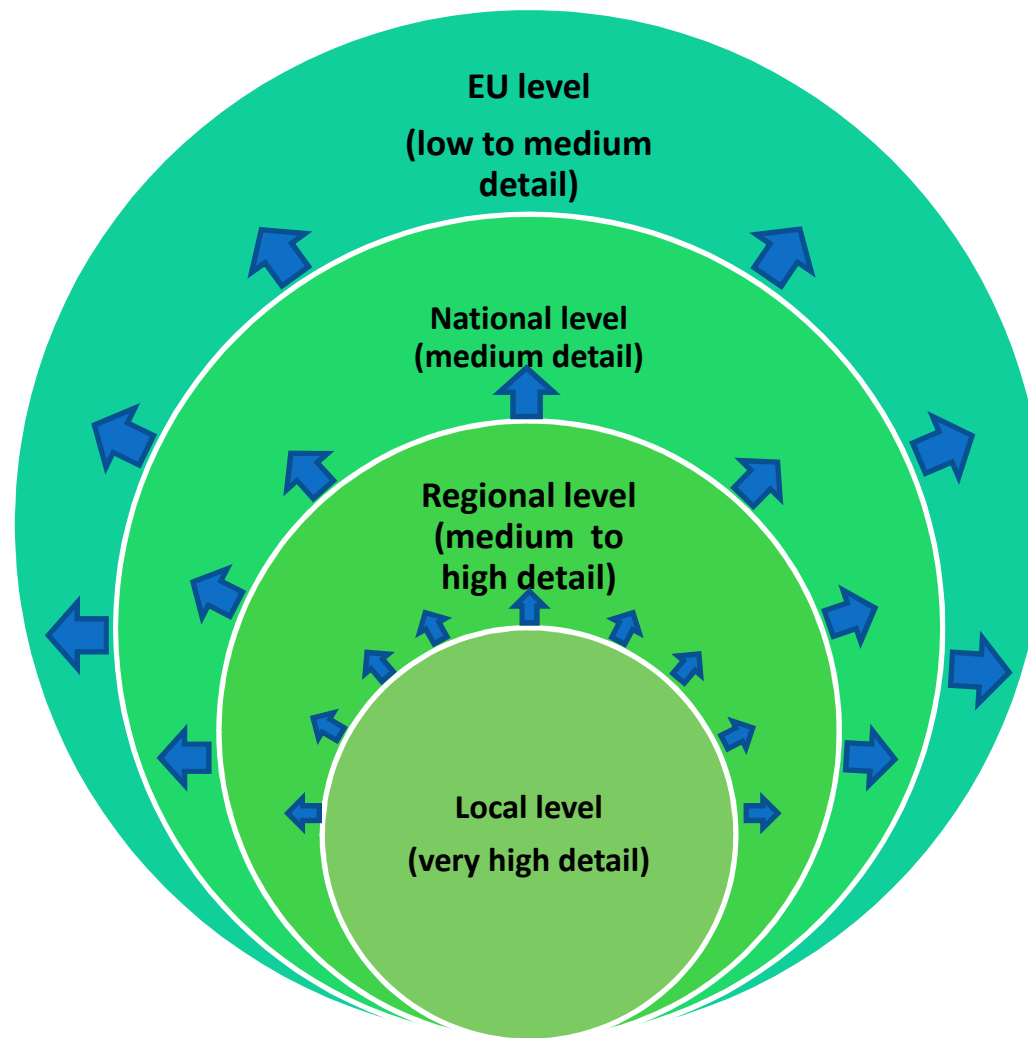 EU level
(low to medium
detail)
National level
(medium detail)
Regional level
(medium  to
high detail)
Local level
(very high detail)